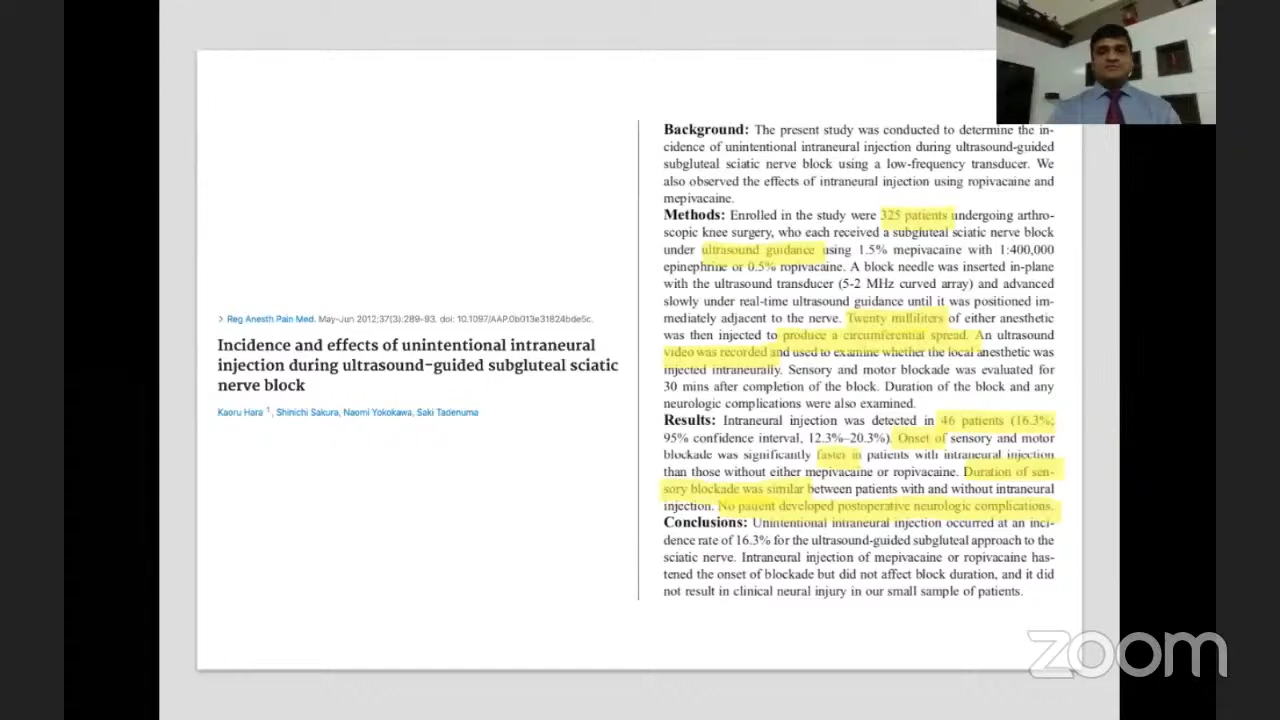 > Reg Anesth Pain Med. May-Jun 2012;37(3):289-93. doi: 10.1097/AAP.0b013e31824bde5c.
Incidence and effects of unintentional intraneural
injection during ultrasound-guided subgluteal sciatic
nerve block
Kaoru Hara 1, Shinichi Sakura, Naomi Yokokawa, Saki Tadenuma
Background: The present study was conducted to determine the in-
cidence of unintentional intraneural injection during ultrasound-guided
subgluteal sciatic nerve block using a low-frequency transducer. We
also observed the effects of intraneural injection using ropivacaine and
mepivacaine.
Methods: Enrolled in the study were 325 patients undergoing arthro-
scopic knee surgery, who each received a subgluteal sciatic nerve block
under ultrasound guidance using 1.5% mepivacaine with 1:400,000
epinephrine or 0.5% ropivacaine. A block needle was inserted in-plane
with the ultrasound transducer (5-2 MHz curved array) and advanced
slowly under real-time ultrasound guidance until it was positioned im-
mediately adjacent to the nerve. Twenty milliliters of either anesthetic
was then injected to produce a circumferential spread. An ultrasound
video was recorded and used to examine whether the local anesthetic was
injected intraneurally. Sensory and motor blockade was evaluated for
30 mins after completion of the block. Duration of the block and any
neurologic complications were also examined.
Results: Intraneural injection was detected in 46 patients (16.3%;
95% confidence interval, 12.3%–20.3%). Onset of sensory and motor
blockade was significantly faster in patients with intraneural injection
than those without either mepivacaine or ropivacaine. Duration of sen-
sory blockade was similar between patients with and without intraneural
injection. No patient developed postoperative neurologic complications.
Conclusions: Unintentional intraneural injection occurred at an inci-
dence rate of 16.3% for the ultrasound-guided subgluteal approach to the
sciatic nerve. Intraneural injection of mepivacaine or ropivacaine has-
tened the onset of blockade but did not affect block duration, and it did
not result in clinical neural injury in our small sample of patients.
zoom